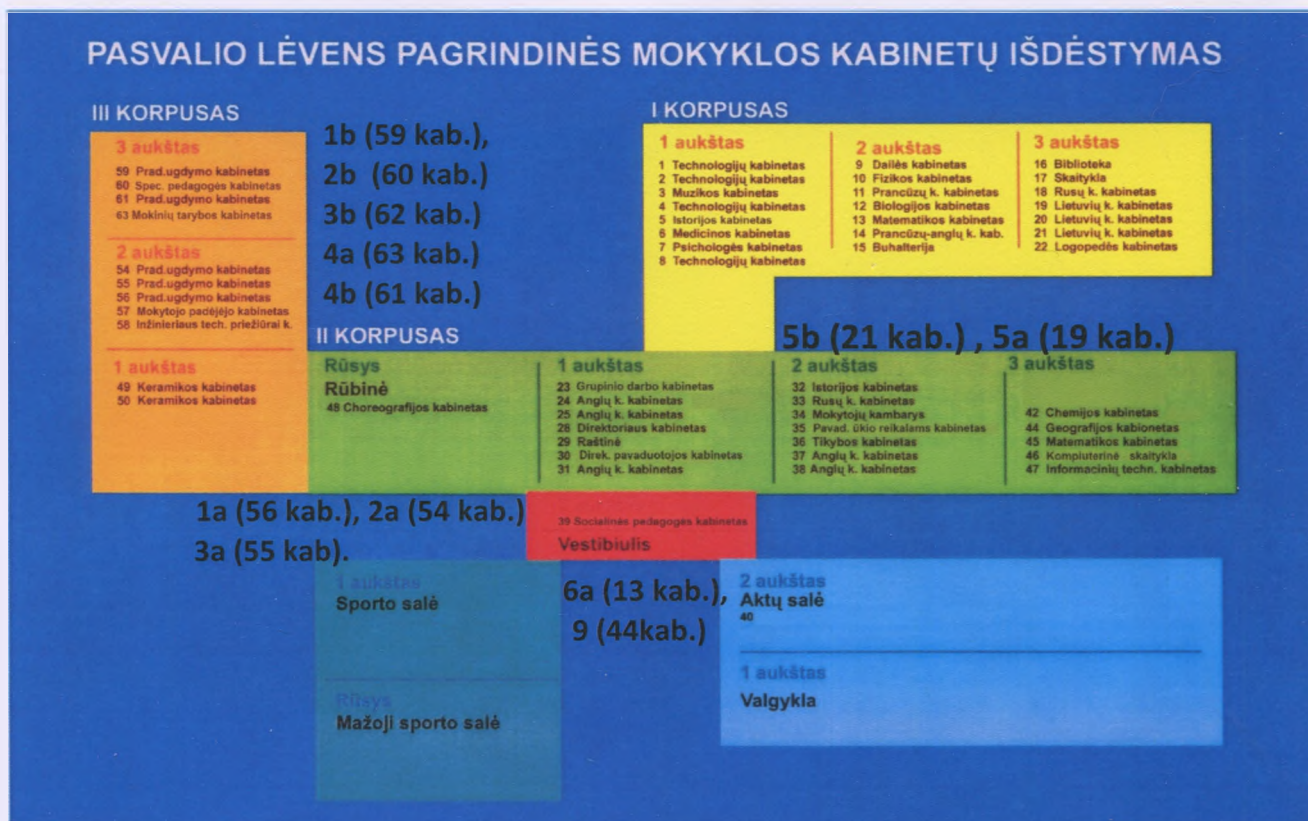 PASVALIO LĖVENS PAGRINDINĖS MOKYKLOS KABINETŲ IŠDĖSTYMAS
III KORPUSAS
3 aukštas
59 Prad.ugdymo kabinetas
60 Spec. pedagogės kabinetas
61 Prad.ugdymo kabinetas
63 Mokinių tarybos kabinetas
2 aukštas
54 Prad.ugdymo kabinetas
55 Prad.ugdymo kabinetas
56 Prad.ugdymo kabinetas
57 Mokytojo padėjėjo kabinetas
58 Inžinieriaus tech. priežiūrai k.
1 aukštas
49 Keramikos kabinetas
50 Keramikos kabinetas
1b (59 kab.),
2b (60 kab.)
3b (62 kab.)
4a (63 kab.)
4b (61 kab.)
I KORPUSAS
1 aukštas
1 Technologijų kabinetas
2 Technologijų kabinetas
3 Muzikos kabinetas
4 Technologijų kabinetas
5 Istorijos kabinetas
6 Medicinos kabinetas
7 Psichologės kabinetas
8 Technologijų kabinetas
2 aukštas
9 Dailės kabinetas
10 Fizikos kabinetas
11 Prancūzų k. kabinetas
12 Biologijos kabinetas
13 Matematikos kabinetas
14 Prancūzų-anglų k. kab.
15 Buhalterija
3 aukštas
16 Biblioteka
17 Skaitykla
18 Rusų k. kabinetas
19 Lietuvių k. kabinetas
20 Lietuvių k. kabinetas
21 Lietuvių k. kabinetas
22 Logopedės kabinetas
5b (21 kab.) , 5a (19 kab.)
II KORPUSAS
Rūsys
Rūbinė
48 Choreografijos kabinetas
1 aukštas
23 Grupinio darbo kabinetas
24 Anglų k. kabinetas
25 Anglų k. kabinetas
28 Direktoriaus kabinetas
29 Raštinė
30 Direk. pavaduotojos kabinetas
31 Anglų k. kabinetas
2 aukštas
32 Istorijos kabinetas
33 Rusų k. kabinetas
34 Mokytojų kambarys
35 Pavad. ūkio reikalams kabinetas
36 Tikybos kabinetas
37 Anglų k. kabinetas
38 Anglų k. kabinetas
3 aukštas
42 Chemijos kabinetas
44 Geografijos kabionetas
45 Matematikos kabinetas
46 Kompiuterinė skaitykla
47 Informacinių techn. kabinetas
1a (56 kab.), 2a (54 kab.)
3a (55 kab).
39 Socialinės pedagogės kabinetas
Vestibiulis
1 aukštas
Sporto salė
Rūsys
Mažoji sporto salė
6a (13 kab.),
9 (44kab.)
2 aukštas
Aktų salė
40
1 aukštas
Valgykla